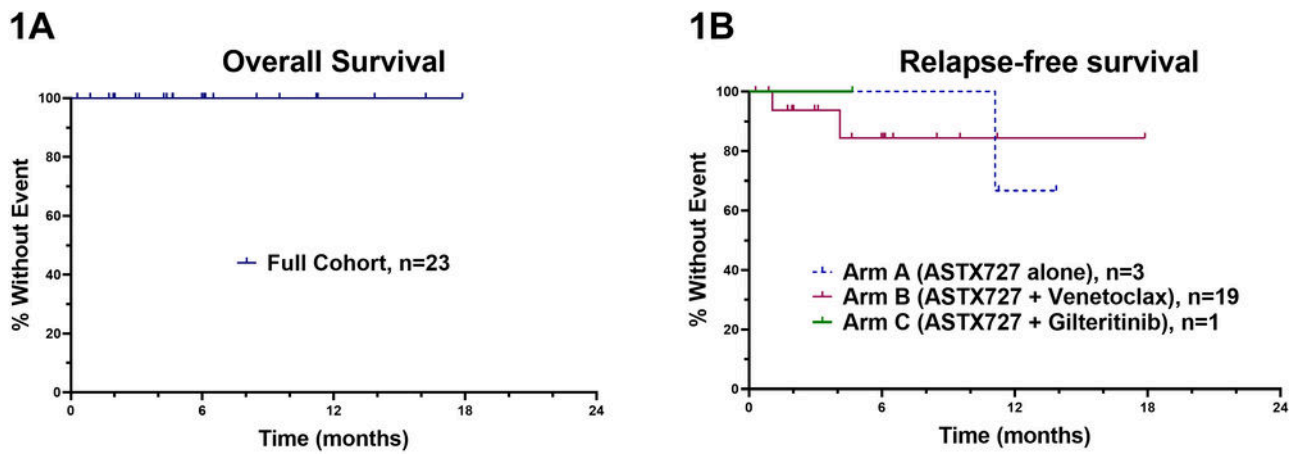 1A
Overall Survival
% Without Event
100
80
60
40
20
0
Full Cohort, n=23
0 6 12 18 24
Time (months)
1B
Relapse-free survival
% Without Event
100
80
60
40
20
0
Arm A (ASTX727 alone), n=3
Arm B (ASTX727 + Venetoclax), n=19
Arm C (ASTX727 + Gilteritinib), n=1
0 6 12 18 24
Time (months)